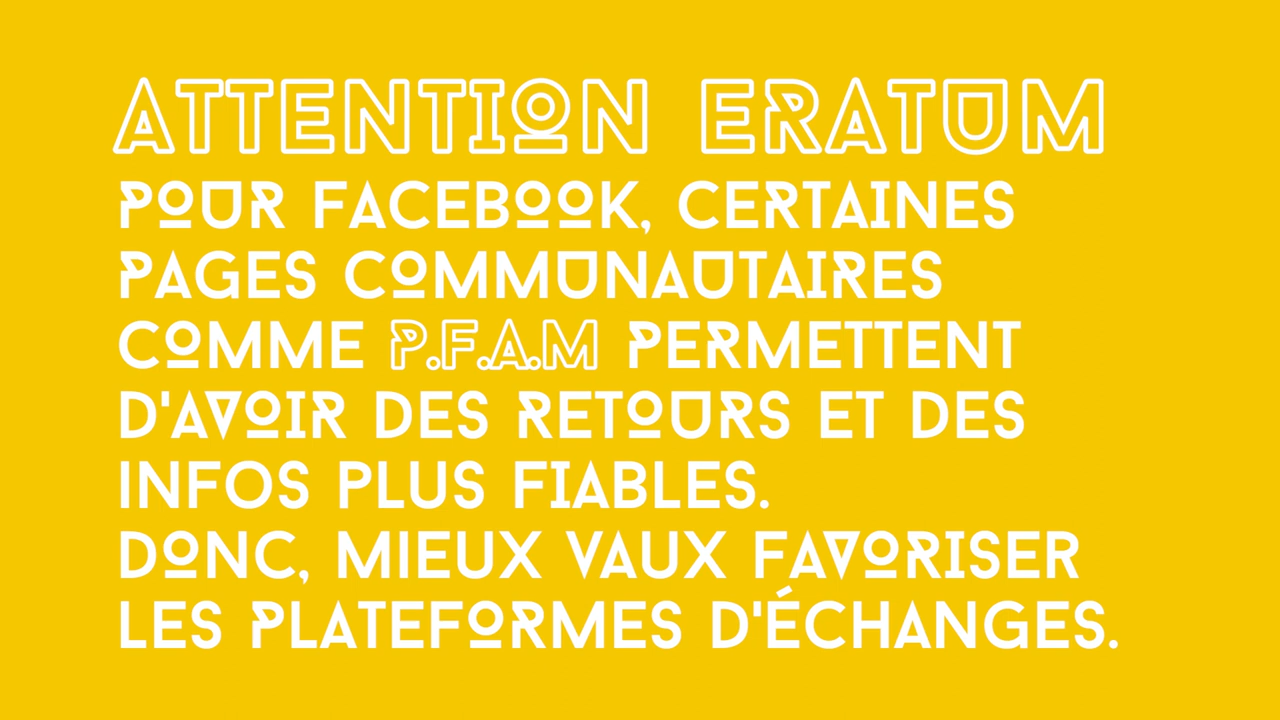 ATTENTION ERATUM
POUR FACEBOOK, CERTAINES
PAGES COMMUNAUTAIRES
COMME P.F.A.M PERMETTENT
D'AVOIR DES RETOURS ET DES
INFOS PLUS FIABLES.
DONC, MIEUX VAUX FAVORISER
LES PLATEFORMES D'ÉCHANGES.